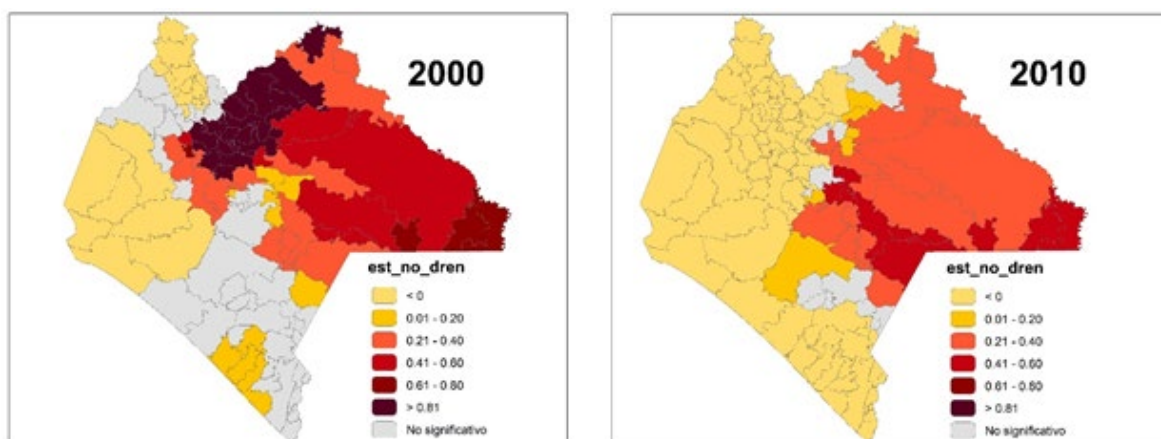 2000
est_no_dren
< 0
0.01 - 0.20
0.21 - 0.40
0.41 - 0.60
0.61 - 0.80
> 0.81
No significativo
2010
est_no_dren
< 0
0.01 - 0.20
0.21 - 0.40
0.41 - 0.60
0.61 - 0.80
> 0.81
No significativo